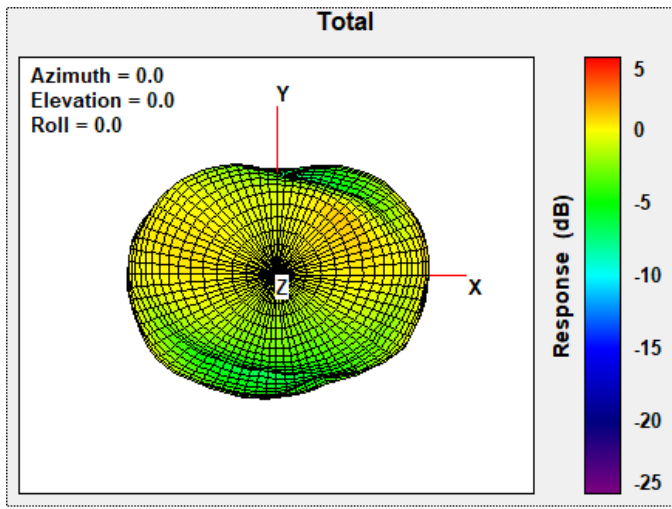 Total
Azimuth = 0.0
Elevation = 0.0
Roll = 0.0
Y
X
Z
5
0
-5
-10
-15
-20
-25
Response (dB)